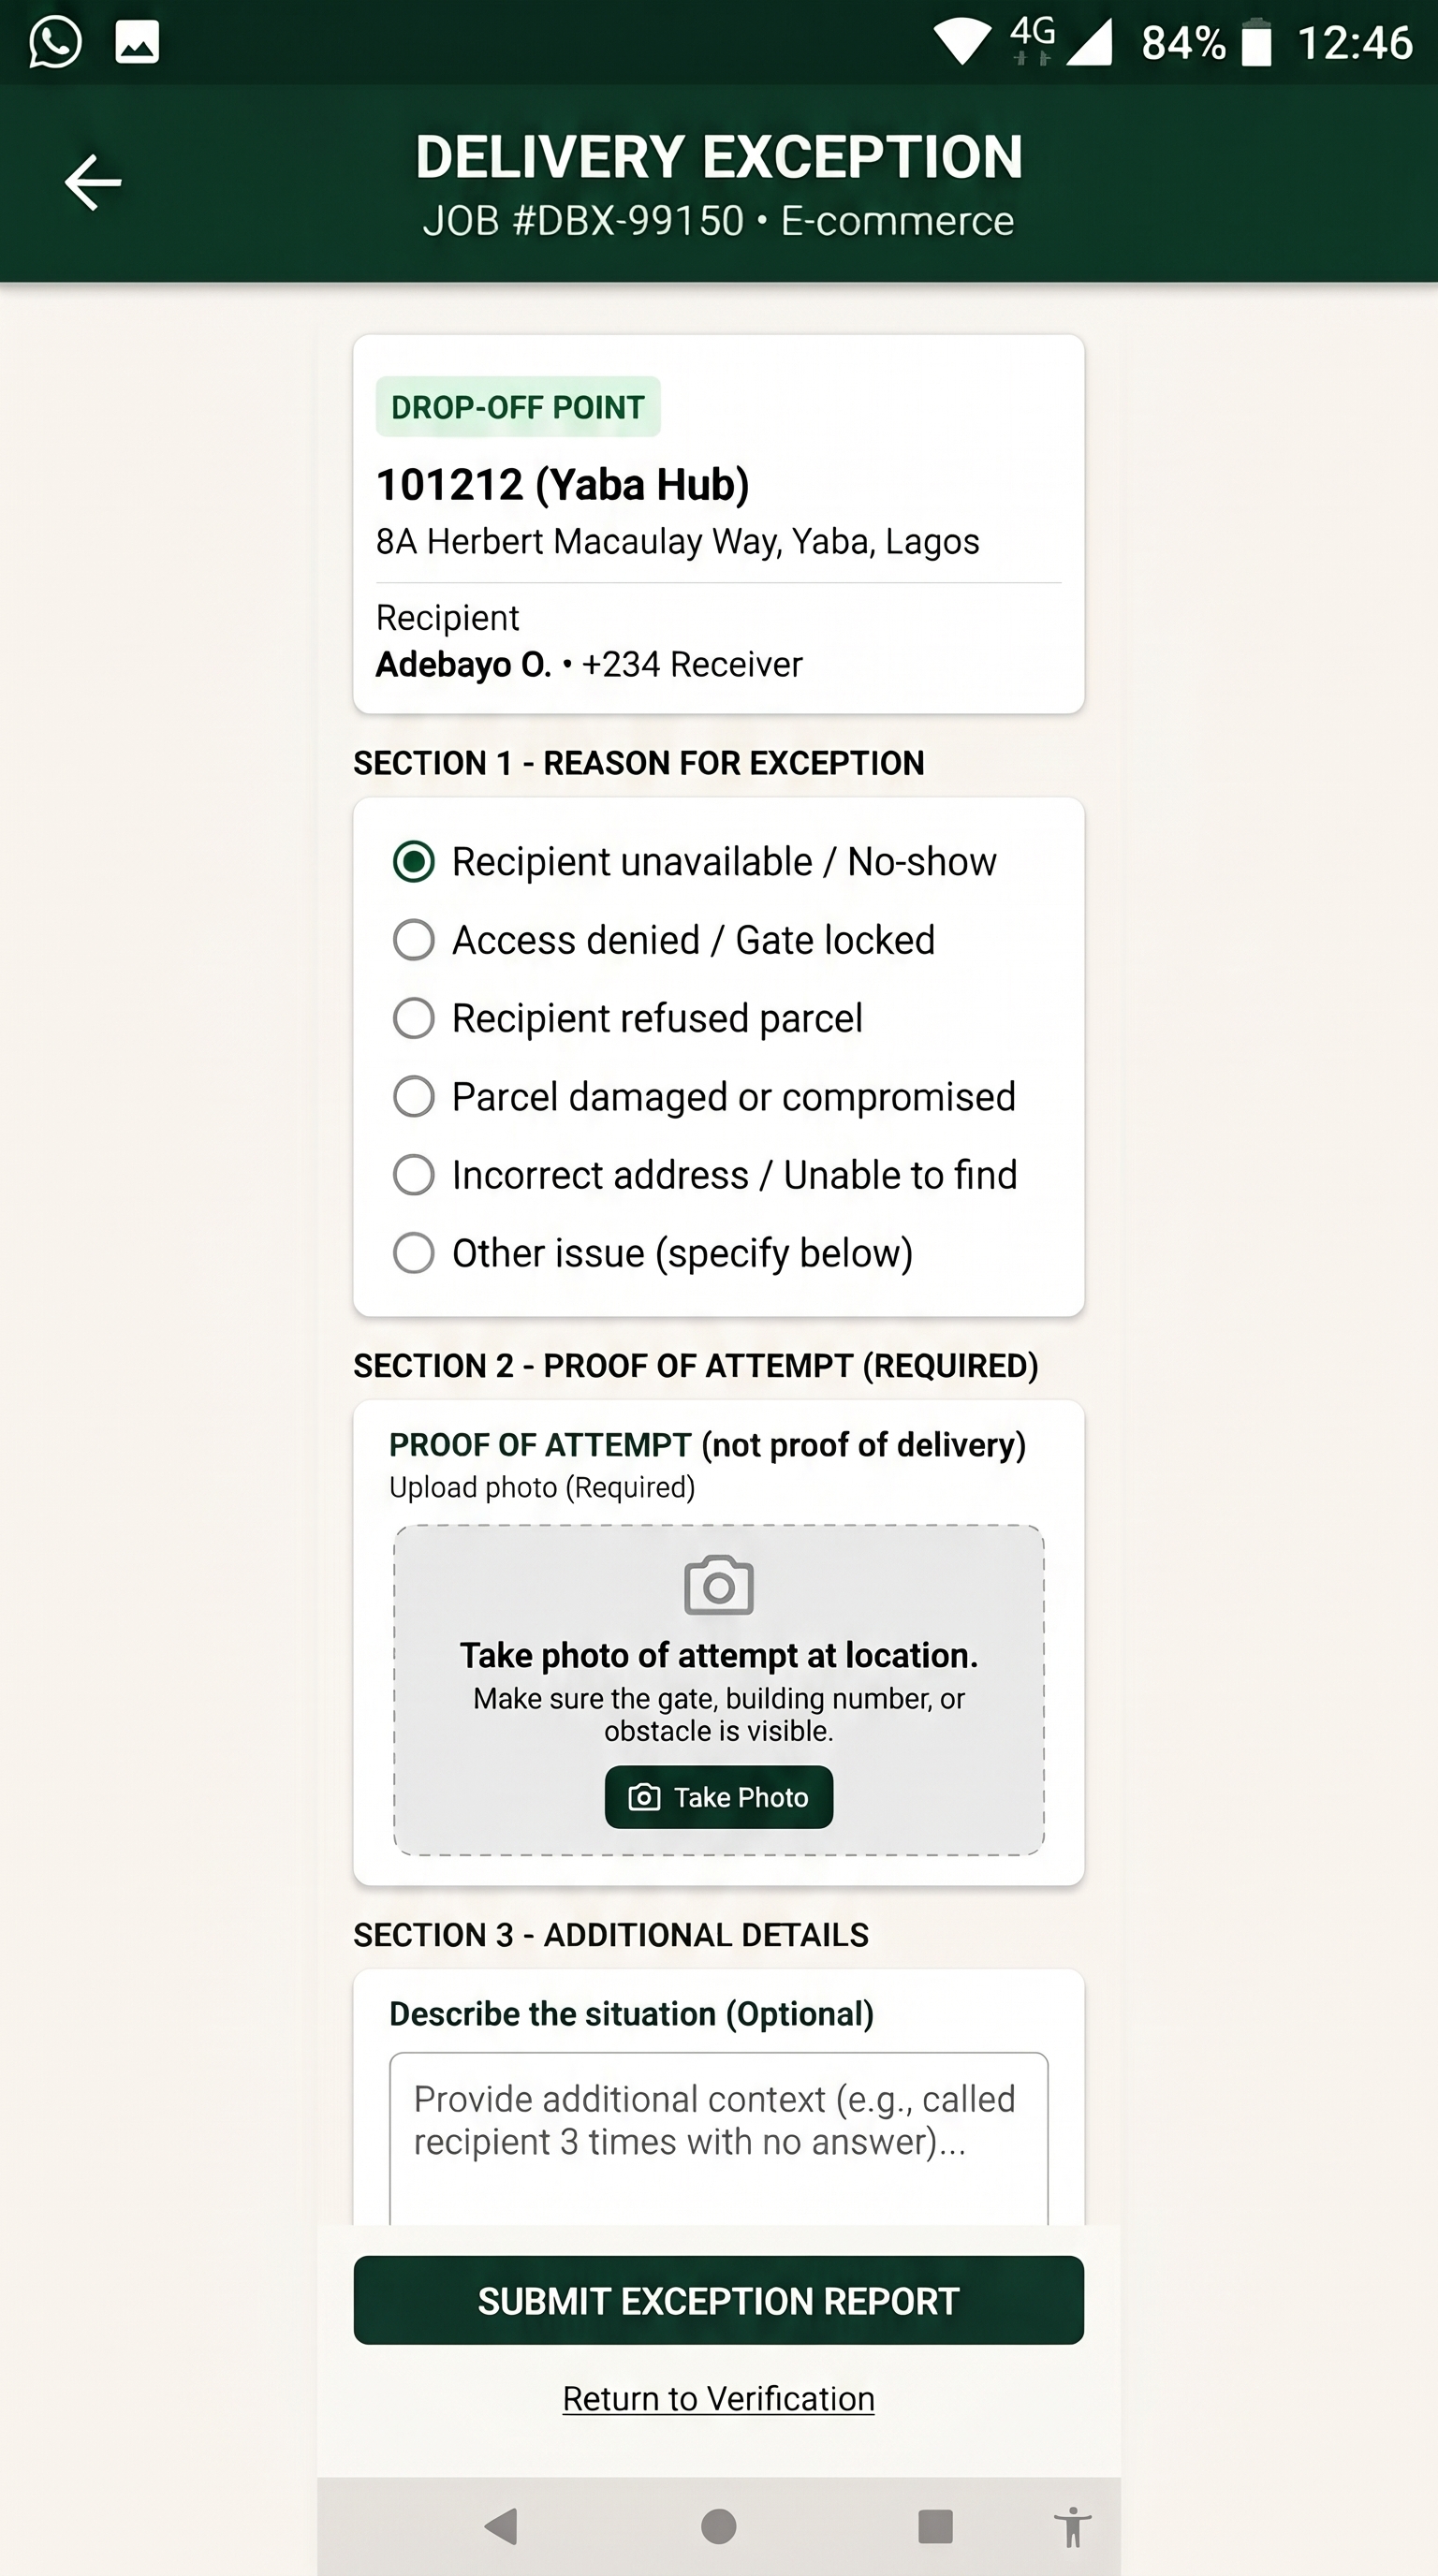 4G
84%
12:46
DELIVERY EXCEPTION
JOB #DBX-99150 • E-commerce
DROP-OFF POINT
101212 (Yaba Hub)
8A Herbert Macaulay Way, Yaba, Lagos
Recipient
Adebayo O. • +234 Receiver
SECTION 1 - REASON FOR EXCEPTION
Recipient unavailable / No-show
Access denied / Gate locked
Recipient refused parcel
Parcel damaged or compromised
Incorrect address / Unable to find
Other issue (specify below)
SECTION 2 - PROOF OF ATTEMPT (REQUIRED)
PROOF OF ATTEMPT (not proof of delivery)
Upload photo (Required)
Take photo of attempt at location.
Make sure the gate, building number, or
obstacle is visible.
Take Photo
SECTION 3 - ADDITIONAL DETAILS
Describe the situation (Optional)
Provide additional context (e.g., called
recipient 3 times with no answer)...
SUBMIT EXCEPTION REPORT
Return to Verification